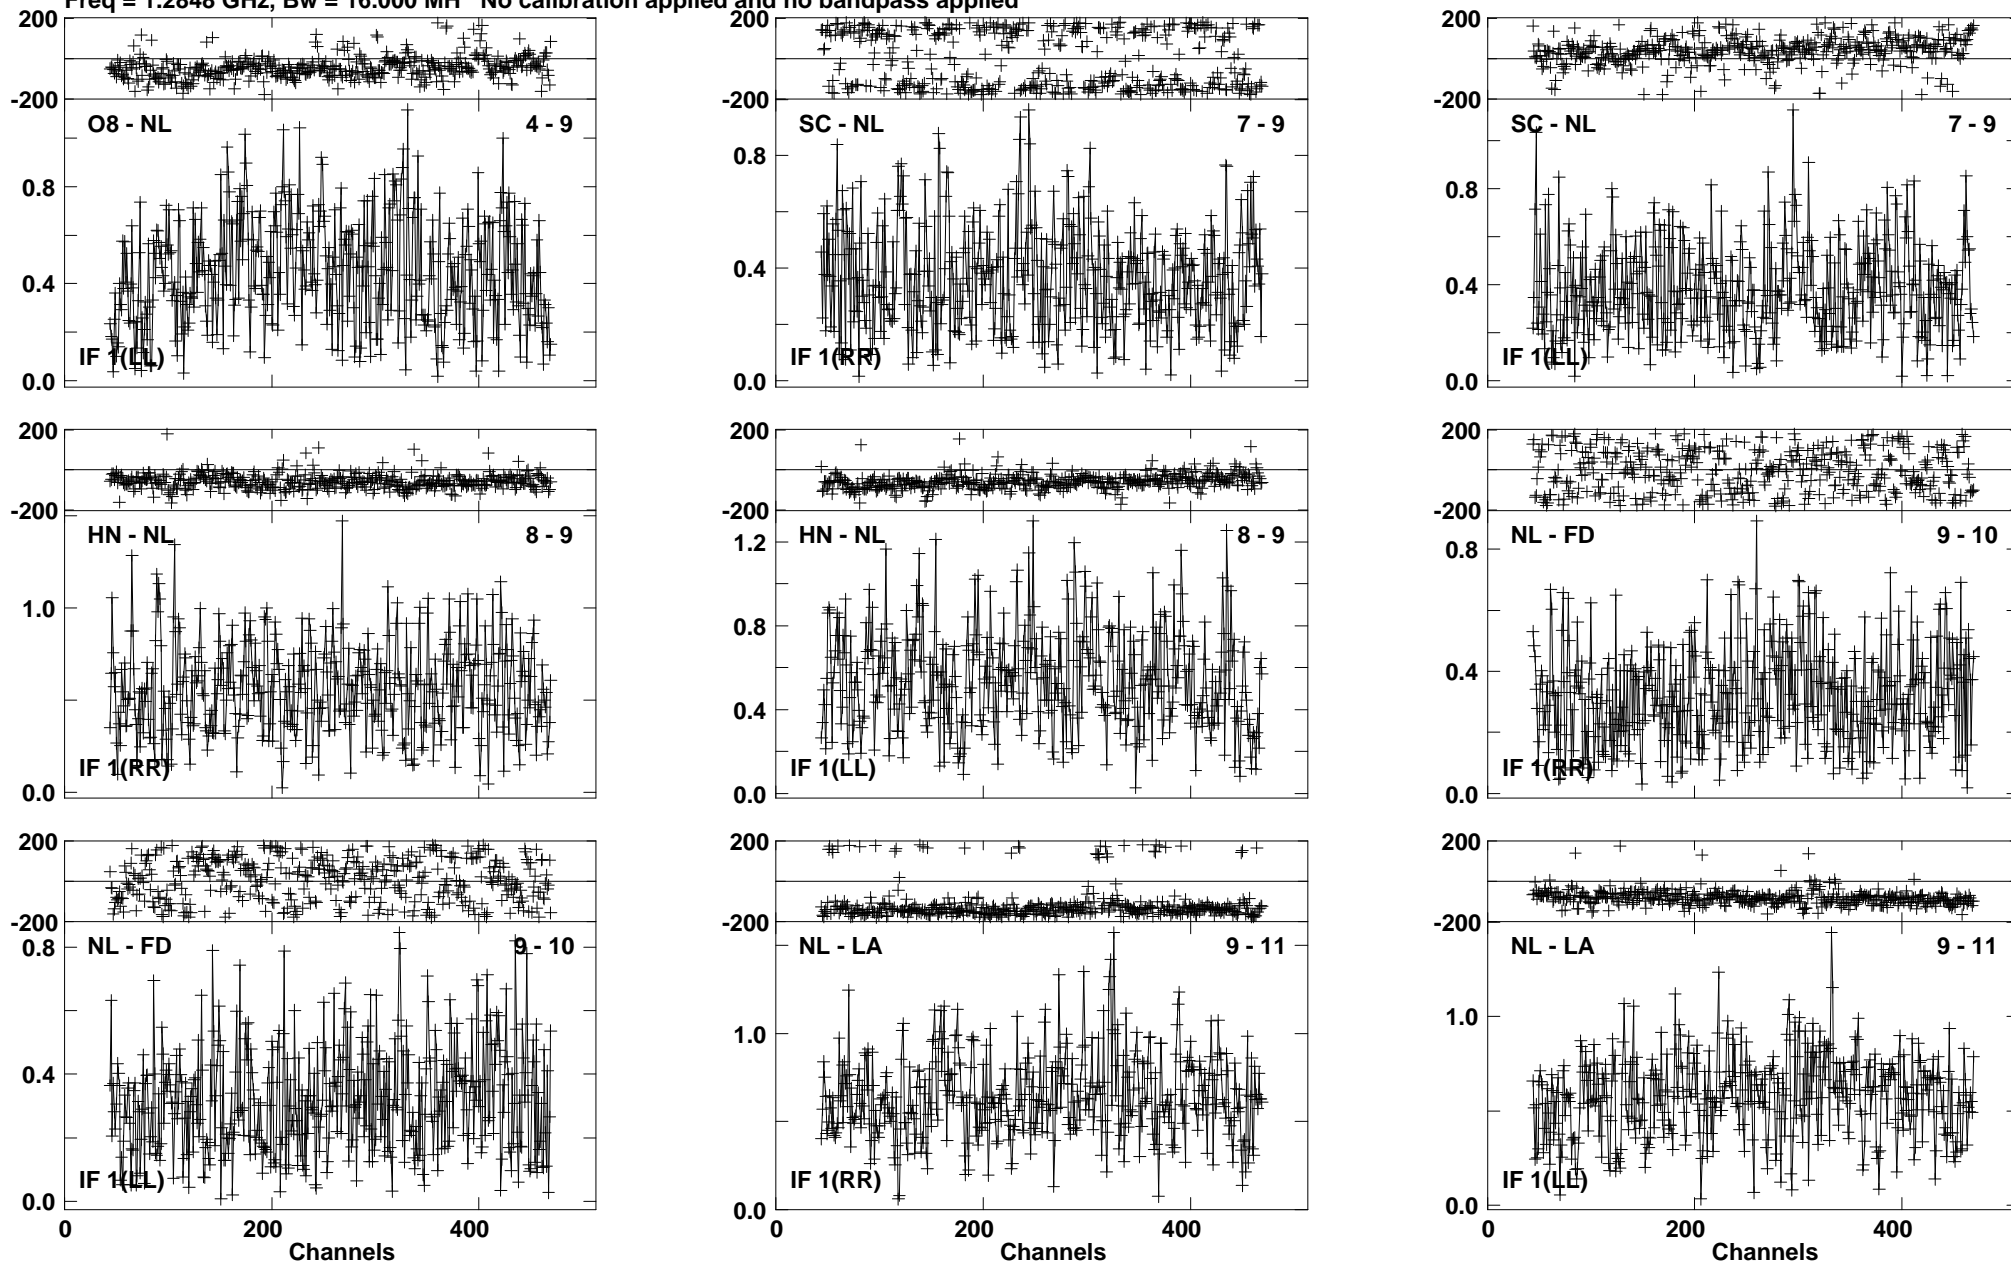 Freq = 1.2848 GHz, Bw = 16.000 MH No calibration applied and no bandpass applied
200
-200
O8 - NL 4 - 9
0.8
0.4
0.0
IF 1(LL)
200
-200
SC - NL 7 - 9
0.8
0.4
0.0
IF 1(RR)
200
-200
SC - NL 7 - 9
0.8
0.4
0.0
IF 1(LL)
200
-200
HN - NL 8 - 9
1.0
0.0
IF 1(RR)
200
-200
HN - NL 8 - 9
1.2
0.8
0.4
0.0
IF 1(LL)
200
-200
NL - FD 9 - 10
0.8
0.4
0.0
IF 1(RR)
200
-200
NL - FD 9 - 10
0.8
0.4
0.0
IF 1(LL)
0 200 400
Channels
200
-200
NL - LA 9 - 11
1.0
0.0
IF 1(RR)
0 200 400
200
-200
NL - LA 9 - 11
1.0
0.0
IF 1(LL)
0 200 400
Channels